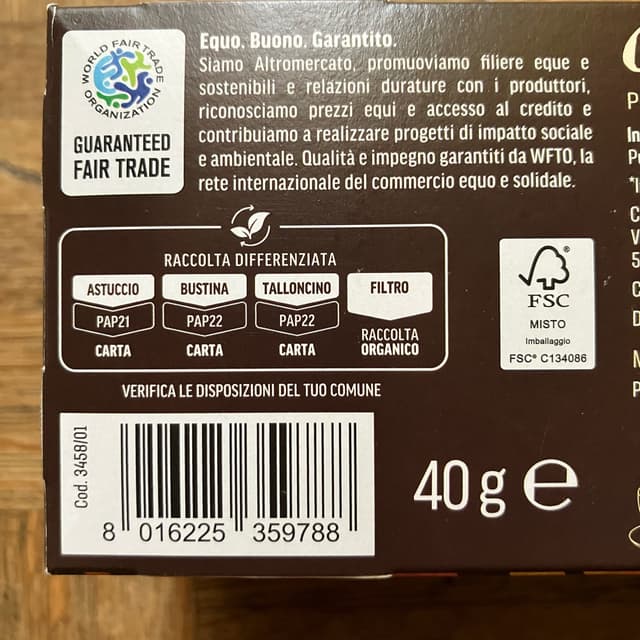 WORLD FAIR TRADE
ORGANIZATION
GUARANTEED
FAIR TRADE
Equo. Buono. Garantito.
Siamo Altromercato, promuoviamo filiere eque e
sostenibili e relazioni durature con i produttori,
riconosciamo prezzi equi e accesso al credito e
contribuiamo a realizzare progetti di impatto sociale
e ambientale. Qualità e impegno garantiti da WFTO, la
rete internazionale del commercio equo e solidale.
RACCOLTA DIFFERENZIATA
ASTUCCIO BUSTINA TALLONCINO FILTRO
PAP21 PAP22 PAP22
CARTA CARTA CARTA RACCOLTA
ORGANICO
VERIFICA LE DISPOSIZIONI DEL TUO COMUNE
FSC
MISTO
Imballaggio
FSC® C134086
Cod. 3458/01
8 016225 359788
40 g e